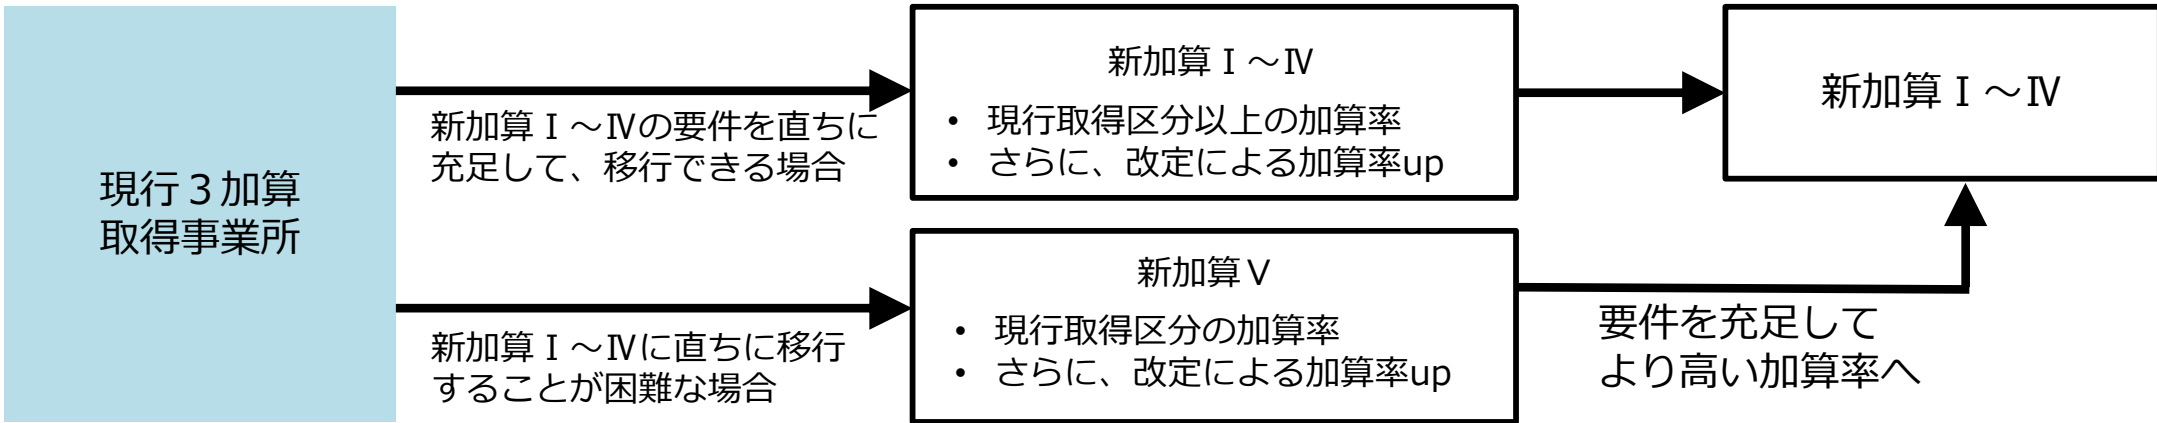 現行３加算
取得事業所
新加算Ⅰ～Ⅳの要件を直ちに
充足して、移行できる場合
新加算Ⅰ～Ⅳに直ちに移行
することが困難な場合
新加算Ⅰ～Ⅳ
• 現行取得区分以上の加算率
• さらに、改定による加算率up
新加算Ⅴ
• 現行取得区分の加算率
• さらに、改定による加算率up
新加算Ⅰ～Ⅳ
要件を充足して
より高い加算率へ